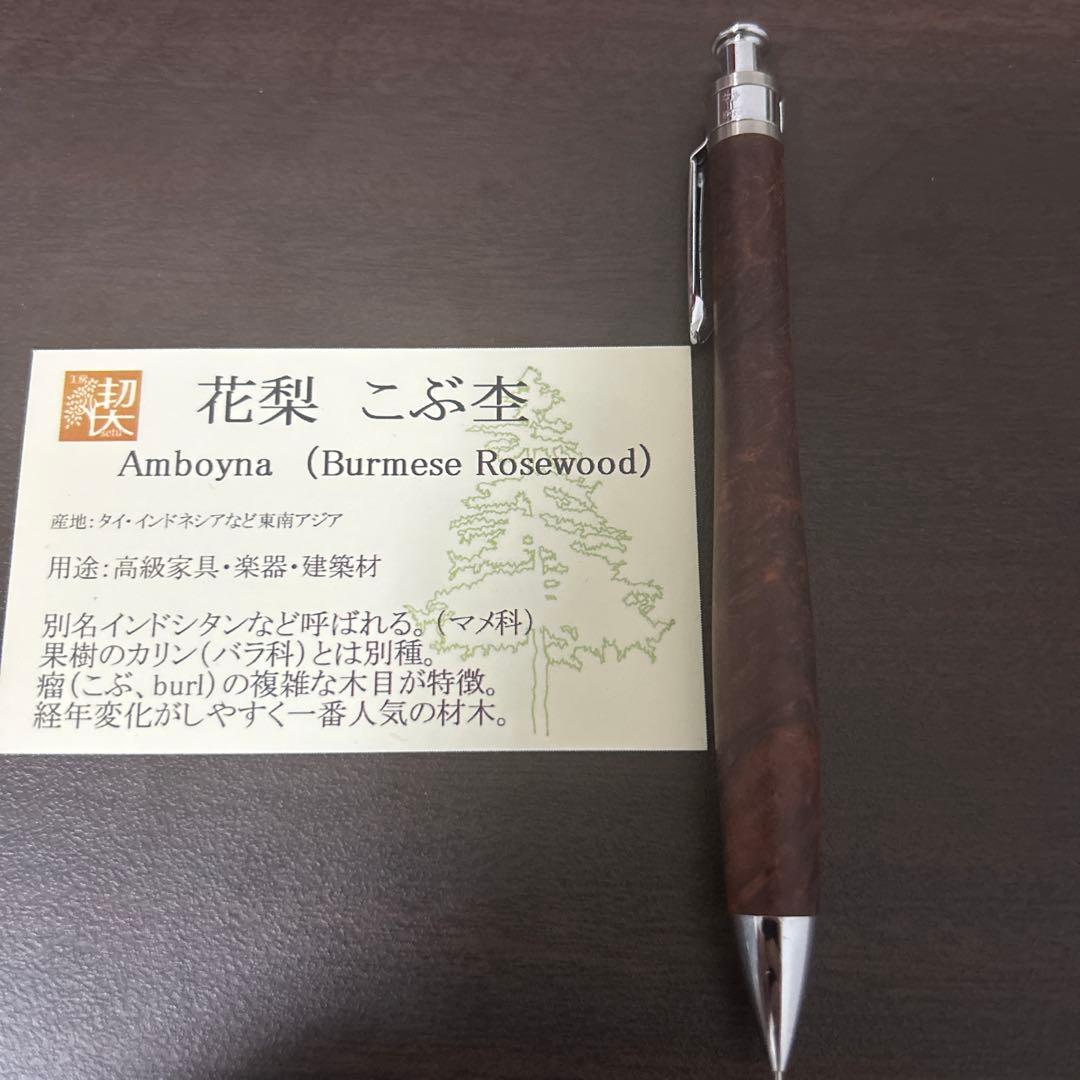 工房
契
setu
花梨 こぶ杢
Amboyna (Burmese Rosewood)
産地：タイ・インドネシアなど東南アジア
用途：高級家具・楽器・建築材
別名インドシタンなど呼ばれる。（マメ科）
果樹のカリン（バラ科）とは別種。
瘤（こぶ、burl）の複雑な木目が特徴。
経年変化がしやすく一番人気の材木。